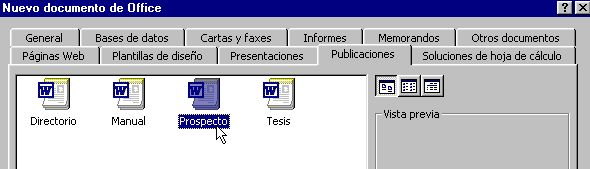 Nuevo documento de Office
General Bases de datos Cartas y faxes Informes Memorandos Otros documentos
Páginas Web Plantillas de diseño Presentaciones Publicaciones Soluciones de hoja de cálculo
Directorio Manual Prospecto Tesis
Vista previa